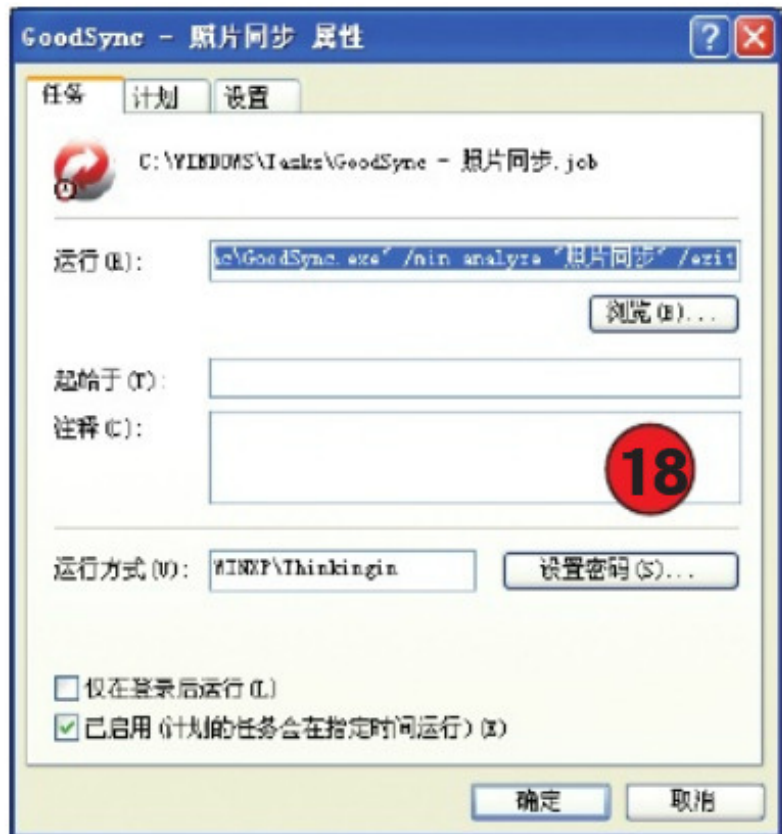 GoodSync - 照片同步 属性
任务 计划 设置
C:\WINDOWS\Tasks\GoodSync - 照片同步.job
运行(R): nc\GoodSync.exe" /min analyze "照片同步" /exit
浏览(B)...
起始于(T):
注释(C):
18
运行方式(U): WINXP\Thinkingin 设置密码(S)...
仅在登录后运行(L)
已启用(计划的任务会在指定时间运行)(E)
确定 取消